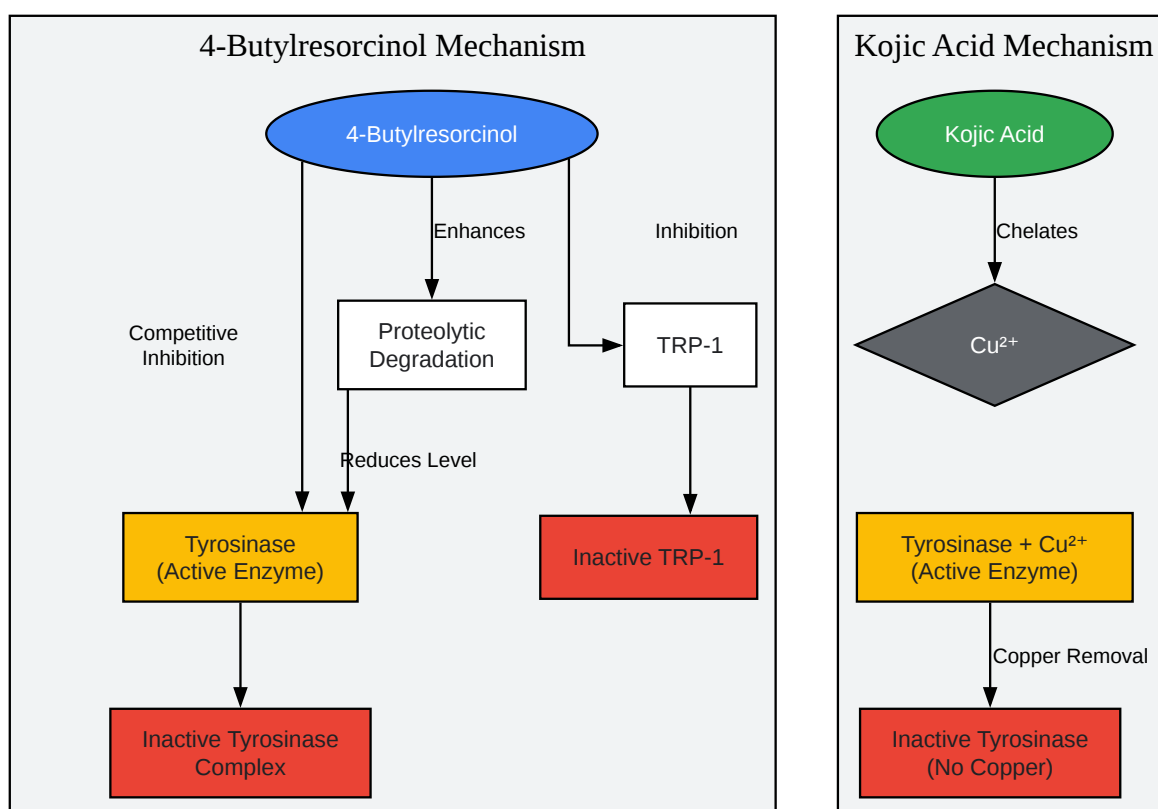 4-Butylresorcinol Mechanism
4-Butylresorcinol
Enhances
Inhibition
Competitive
Inhibition
Proteolytic
Degradation
TRP-1
Reduces Level
Tyrosinase
(Active Enzyme)
Inactive TRP-1
Inactive Tyrosinase
Complex
Kojic Acid Mechanism
Kojic Acid
Chelates
Cu²⁺
Tyrosinase + Cu²⁺
(Active Enzyme)
Copper Removal
Inactive Tyrosinase
(No Copper)